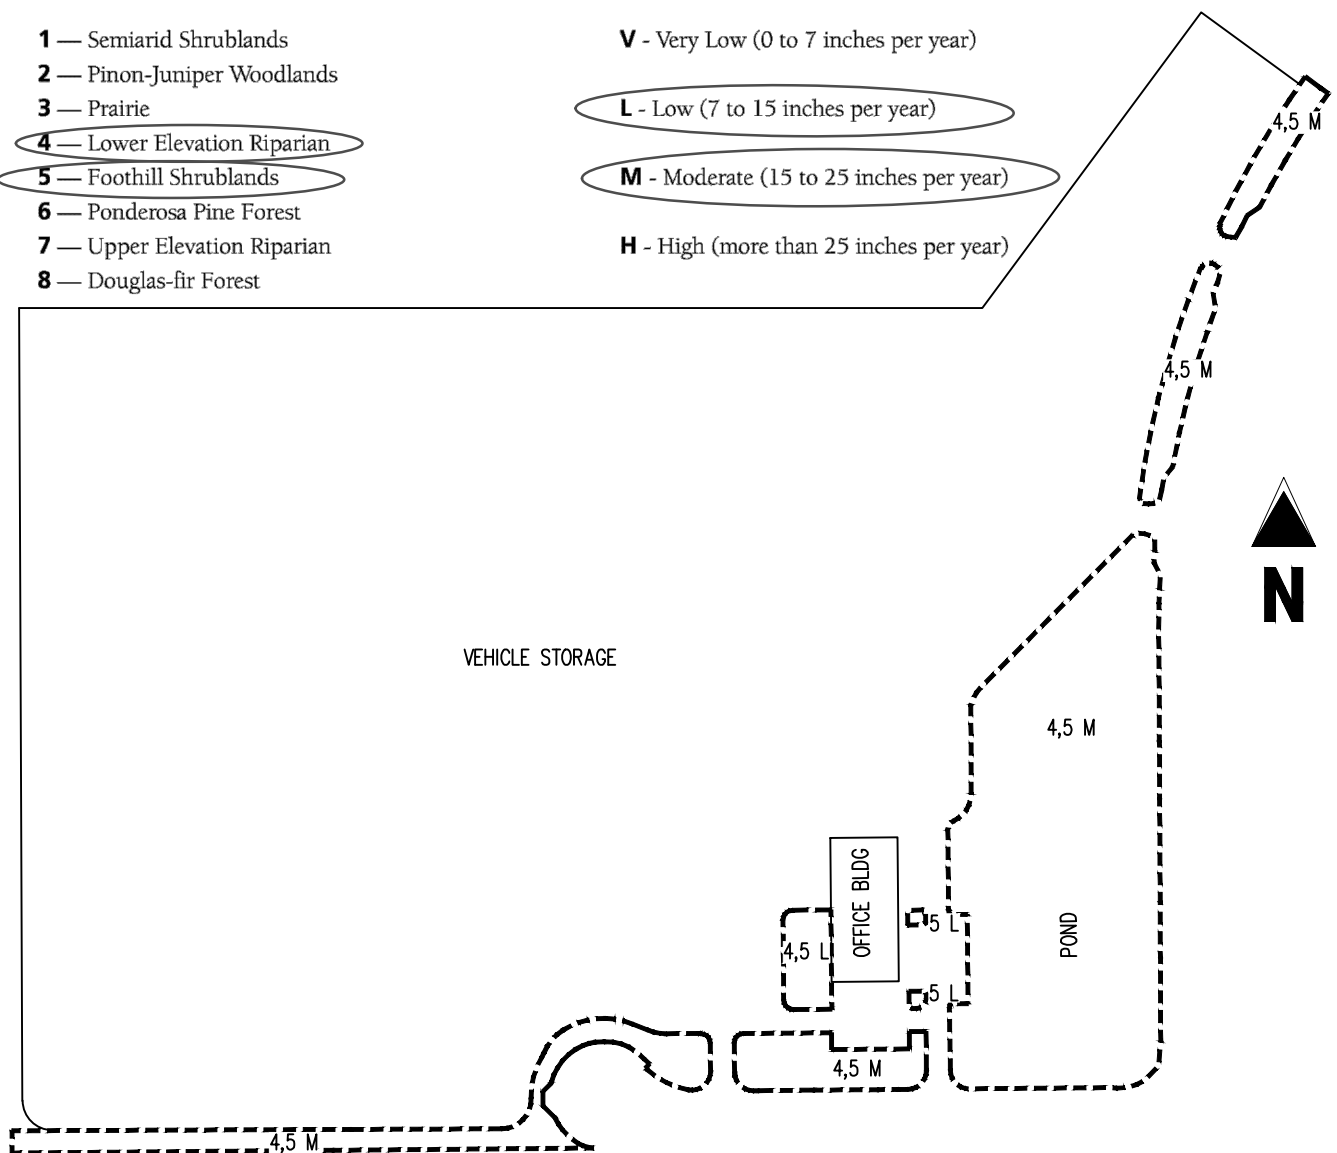 1 — Semiarid Shrublands
2 — Pinon-Juniper Woodlands
3 — Prairie
4 — Lower Elevation Riparian
5 — Foothill Shrublands
6 — Ponderosa Pine Forest
7 — Upper Elevation Riparian
8 — Douglas-fir Forest
V - Very Low (0 to 7 inches per year)
L - Low (7 to 15 inches per year)
M - Moderate (15 to 25 inches per year)
H - High (more than 25 inches per year)
4,5 M
4,5 M
N
VEHICLE STORAGE
4,5 M
OFFICE BLDG
POND
5 L
4,5 L
5 L
4,5 M
4,5 M